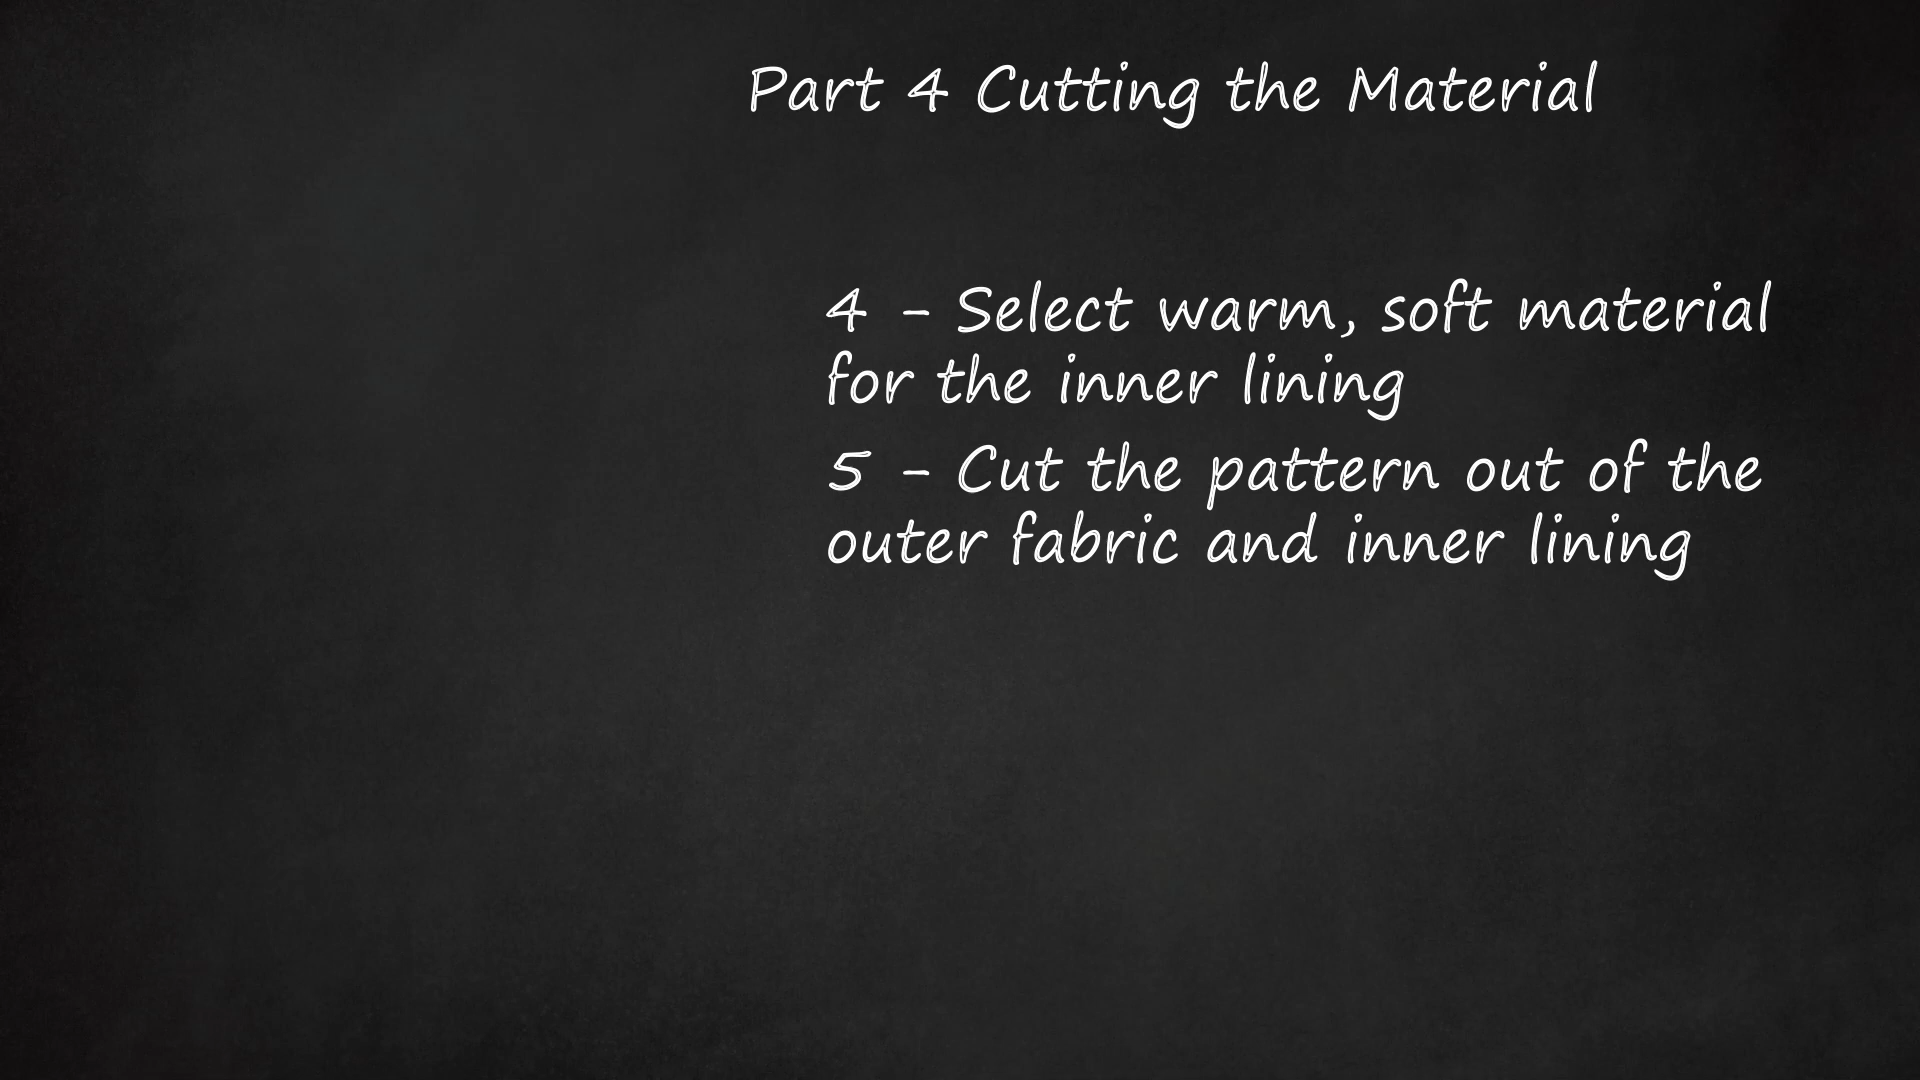 Part 4 Cutting the Material
4 - Select warm, soft material
for the inner lining
5 - Cut the pattern out of the
outer fabric and inner lining